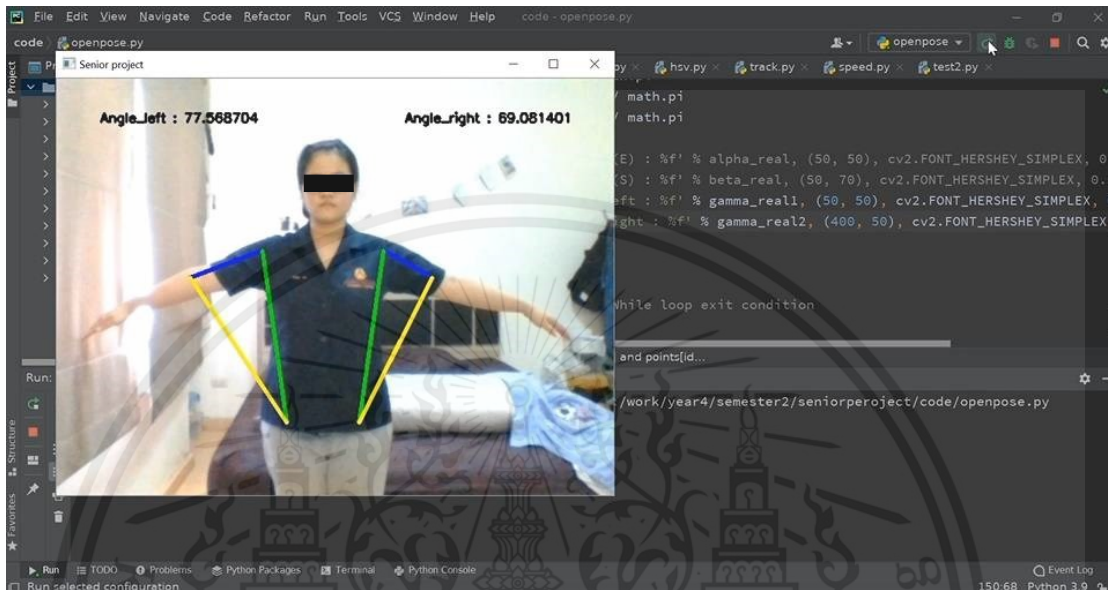 File Edit View Navigate Code Refactor Run Tools VCS Window Help code - openpose.py
code openpose.py openpose
Project
Senior project
py hsv.py track.py speed.py test2.py
Angle_left : 77.568704 Angle_right : 69.081401
/ math.pi
/ math.pi
(E) : %f' % alpha_real, (50, 50), cv2.FONT_HERSHEY_SIMPLEX, 0
(S) : %f' % beta_real, (50, 70), cv2.FONT_HERSHEY_SIMPLEX, 0.
eft : %f' % gamma_real1, (50, 50), cv2.FONT_HERSHEY_SIMPLEX,
ght : %f' % gamma_real2, (400, 50), cv2.FONT_HERSHEY_SIMPLEX
While loop exit condition
and points[id...
Run:
/work/year4/semester2/seniorperoject/code/openpose.py
Structure
Favorites
Run TODO Problems Python Packages Terminal Python Console Event Log
Run selected configuration 150:68 Python 3.9